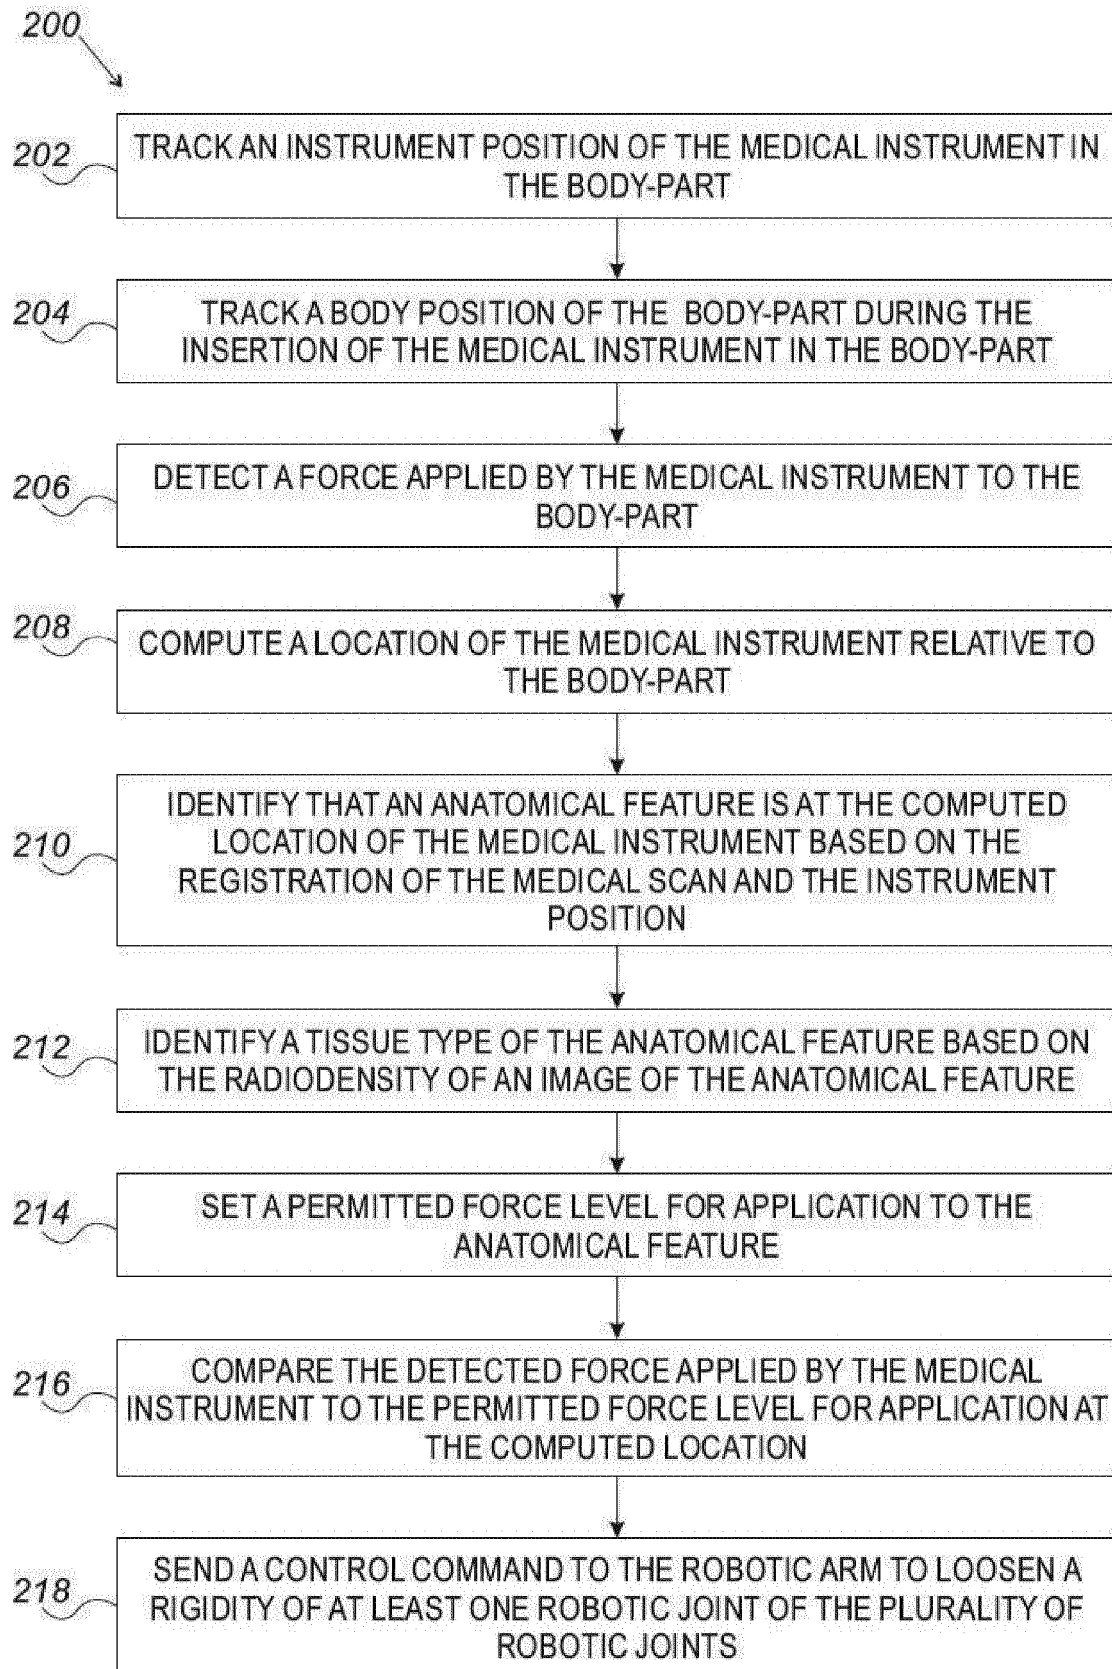 200
202
TRACK AN INSTRUMENT POSITION OF THE MEDICAL INSTRUMENT IN
THE BODY-PART
204
TRACK A BODY POSITION OF THE BODY-PART DURING THE
INSERTION OF THE MEDICAL INSTRUMENT IN THE BODY-PART
206
DETECT A FORCE APPLIED BY THE MEDICAL INSTRUMENT TO THE
BODY-PART
208
COMPUTE A LOCATION OF THE MEDICAL INSTRUMENT RELATIVE TO
THE BODY-PART
210
IDENTIFY THAT AN ANATOMICAL FEATURE IS AT THE COMPUTED
LOCATION OF THE MEDICAL INSTRUMENT BASED ON THE
REGISTRATION OF THE MEDICAL SCAN AND THE INSTRUMENT
POSITION
212
IDENTIFY A TISSUE TYPE OF THE ANATOMICAL FEATURE BASED ON
THE RADIODENSITY OF AN IMAGE OF THE ANATOMICAL FEATURE
214
SET A PERMITTED FORCE LEVEL FOR APPLICATION TO THE
ANATOMICAL FEATURE
216
COMPARE THE DETECTED FORCE APPLIED BY THE MEDICAL
INSTRUMENT TO THE PERMITTED FORCE LEVEL FOR APPLICATION AT
THE COMPUTED LOCATION
218
SEND A CONTROL COMMAND TO THE ROBOTIC ARM TO LOOSEN A
RIGIDITY OF AT LEAST ONE ROBOTIC JOINT OF THE PLURALITY OF
ROBOTIC JOINTS